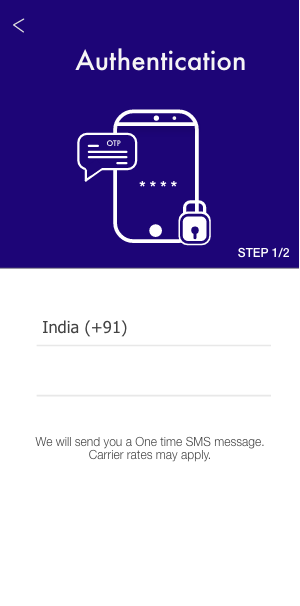 Authentication
OTP
****
STEP 1/2
India (+91)
We will send you a One time SMS message.
Carrier rates may apply.